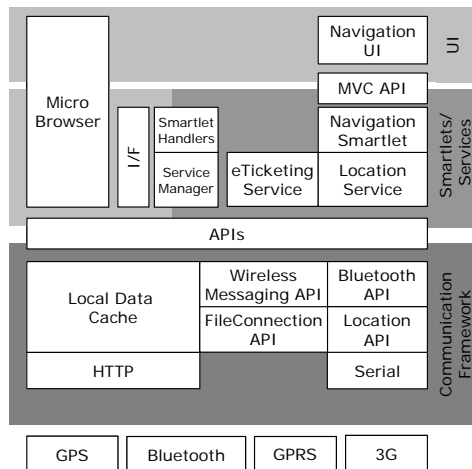 Navigation
UI
UI
MVC API
Micro
Browser
I/F
Smartlet
Handlers
Service
Manager
eTicketing
Service
Navigation
Smartlet
Location
Service
Smartlets/
Services
APIs
Local Data
Cache
Wireless
Messaging API
Bluetooth
API
FileConnection
API
Location
API
HTTP
Serial
Communication
Framework
GPS
Bluetooth
GPRS
3G